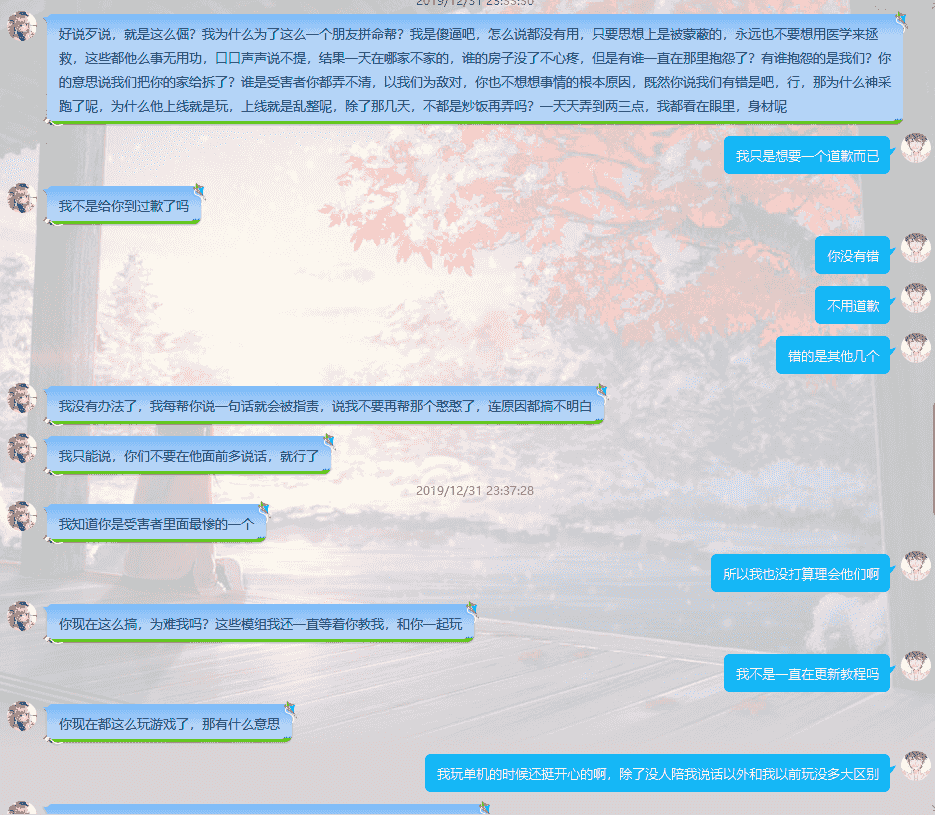 2019/12/31 23:35:50
好说歹说，就是这么倔？我为什么为了这么一个朋友拼命帮？我是傻逼吧，怎么说都没有用，只要思想上是被蒙蔽的，永远也不要想用医学来拯
救，这些都他么事无用功，口口声声说不提，结果一天在哪家不家的，谁的房子没了不心疼，但是有谁一直在那里抱怨了？有谁抱怨的是我们？你
的意思说我们把你的家给拆了？谁是受害者你都弄不清，以我们为敌对，你也不想想事情的根本原因，既然你说我们有错是吧，行，那为什么神采
跑了呢，为什么他上线就是玩，上线就是乱整呢，除了那几天，不都是炒饭再弄吗？一天天弄到两三点，我都看在眼里，身材呢
我只是想要一个道歉而已
我不是给你到过歉了吗
你没有错
不用道歉
错的是其他几个
我没有办法了，我每帮你说一句话就会被指责，说我不要再帮那个憨憨了，连原因都搞不明白
我只能说，你们不要在他面前多说话，就行了
2019/12/31 23:37:28
我知道你是受害者里面最惨的一个
所以我也没打算理会他们啊
你现在这么搞，为难我吗？这些模组我还一直等着你教我，和你一起玩
我不是一直在更新教程吗
你现在都这么玩游戏了，那有什么意思
我玩单机的时候还挺开心的啊，除了没人陪我说话以外和我以前玩没多大区别